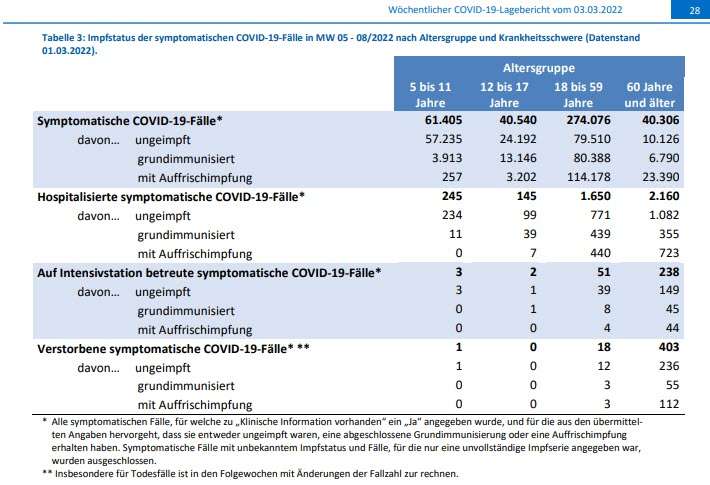 Wöchentlicher COVID-19-Lagebericht vom 03.03.2022 28
Tabelle 3: Impfstatus der symptomatischen COVID-19-Fälle in MW 05 - 08/2022 nach Altersgruppe und Krankheitsschwere (Datenstand
01.03.2022).
Altersgruppe
5 bis 11 12 bis 17 18 bis 59 60 Jahre
Jahre Jahre Jahre und älter
Symptomatische COVID-19-Fälle* 61.405 40.540 274.076 40.306
davon... ungeimpft 57.235 24.192 79.510 10.126
grundimmunisiert 3.913 13.146 80.388 6.790
mit Auffrischimpfung 257 3.202 114.178 23.390
Hospitalisierte symptomatische COVID-19-Fälle* 245 145 1.650 2.160
davon... ungeimpft 234 99 771 1.082
grundimmunisiert 11 39 439 355
mit Auffrischimpfung 0 7 440 723
Auf Intensivstation betreute symptomatische COVID-19-Fälle* 3 2 51 238
davon... ungeimpft 3 1 39 149
grundimmunisiert 0 1 8 45
mit Auffrischimpfung 0 0 4 44
Verstorbene symptomatische COVID-19-Fälle* ** 1 0 18 403
davon... ungeimpft 1 0 12 236
grundimmunisiert 0 0 3 55
mit Auffrischimpfung 0 0 3 112
* Alle symptomatischen Fälle, für welche zu „Klinische Information vorhanden“ ein „Ja“ angegeben wurde, und für die aus den übermittel-
ten Angaben hervorgeht, dass sie entweder ungeimpft waren, eine abgeschlossene Grundimmunisierung oder eine Auffrischimpfung
erhalten haben. Symptomatische Fälle mit unbekanntem Impfstatus und Fälle, für die nur eine unvollständige Impfserie angegeben war,
wurden ausgeschlossen.
** Insbesondere für Todesfälle ist in den Folgewochen mit Änderungen der Fallzahl zu rechnen.